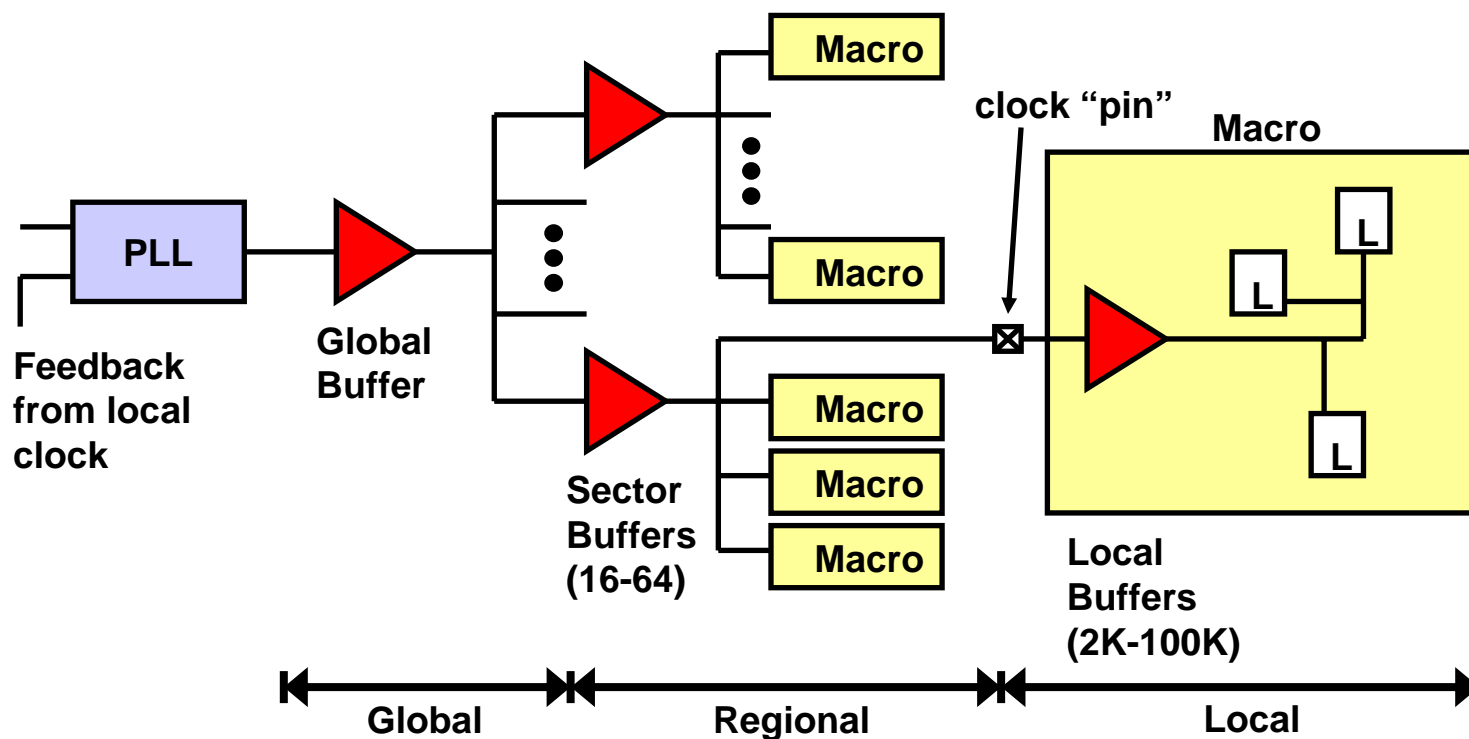 Macro
clock “pin”
Macro
PLL
Macro
L
L
Global
Buffer
Feedback
from local
clock
Macro
L
Sector
Buffers
(16-64)
Macro
Macro
Local
Buffers
(2K-100K)
Global
Regional
Local